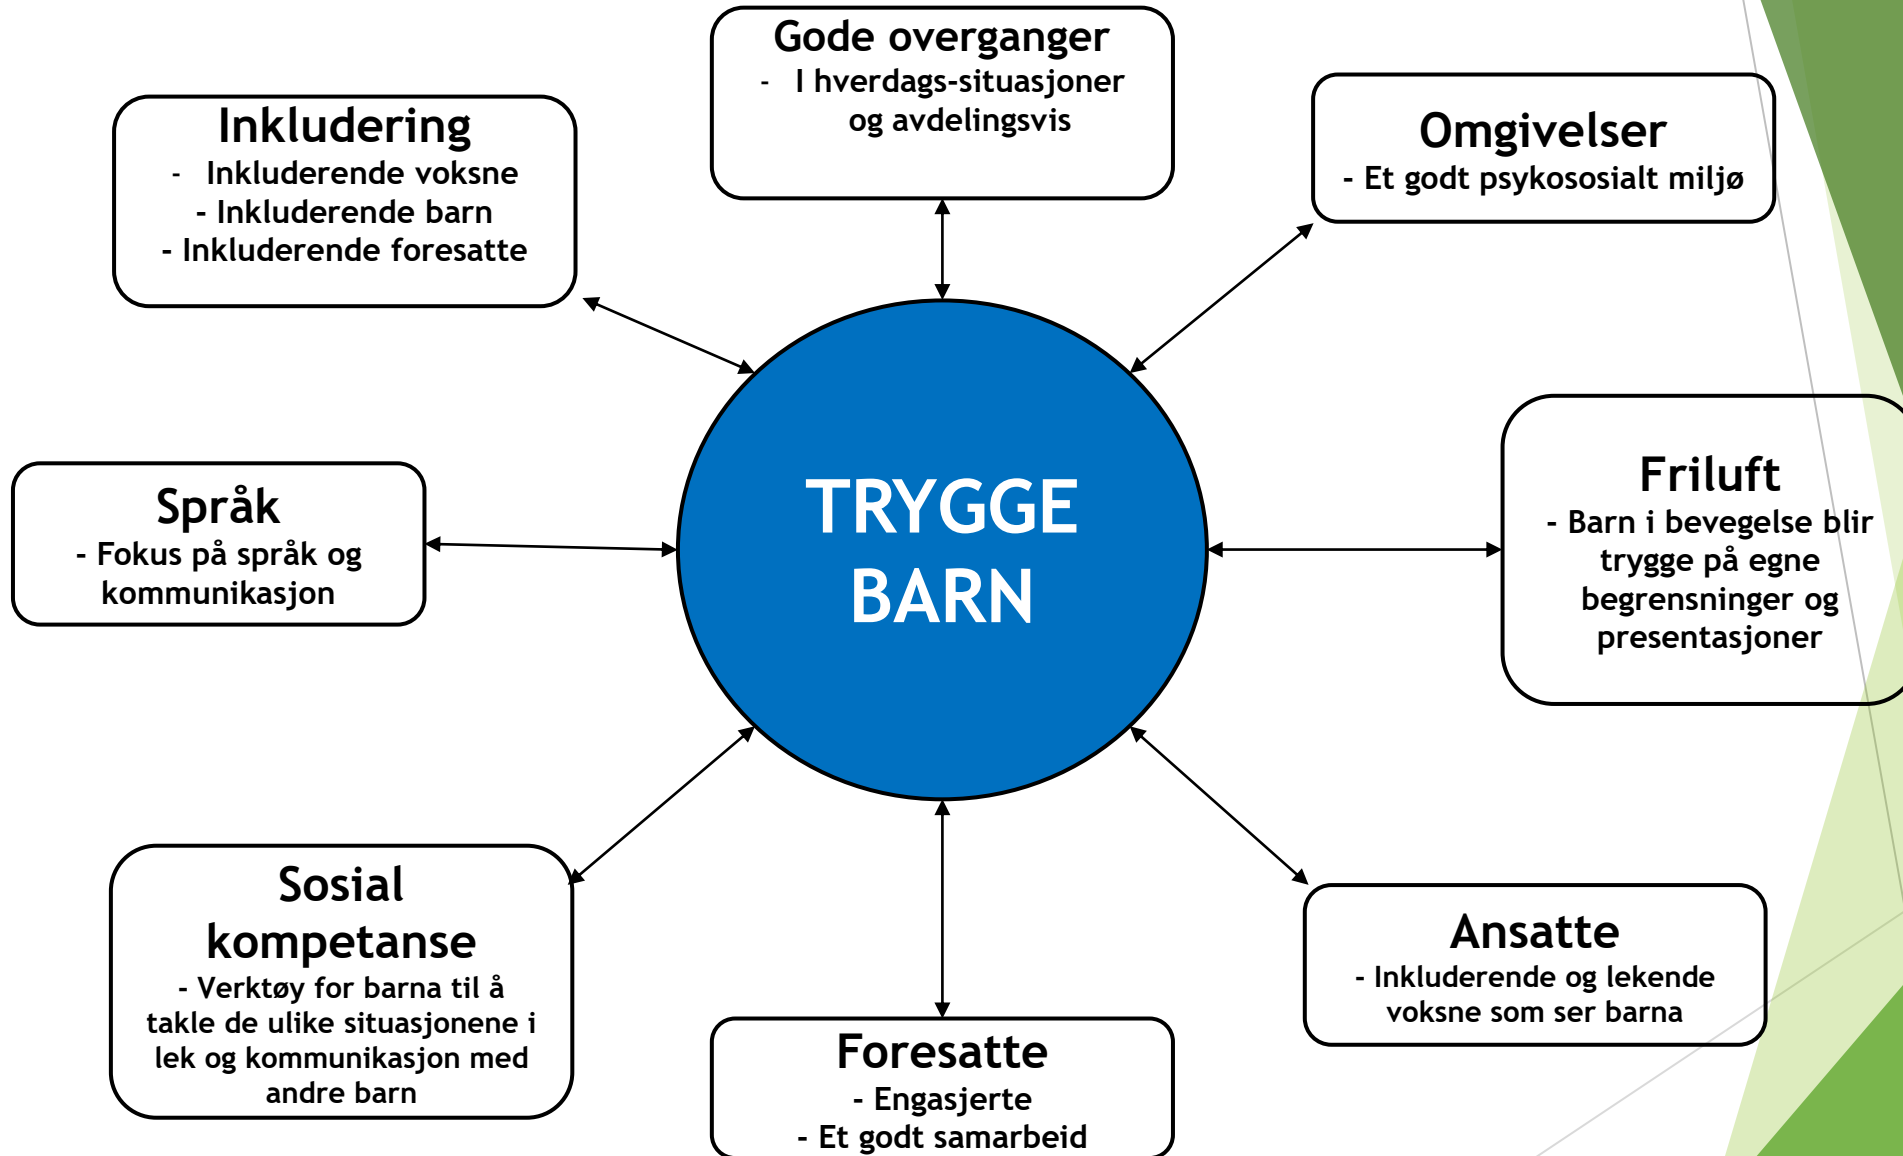 Gode overganger
- I hverdags-situasjoner
og avdelingsvis
Inkludering
- Inkluderende voksne
- Inkluderende barn
- Inkluderende foresatte
Omgivelser
- Et godt psykososialt miljø
TRYGGE
BARN
Språk
- Fokus på språk og
kommunikasjon
Friluft
- Barn i bevegelse blir
trygge på egne
begrensninger og
presentasjoner
Sosial
kompetanse
- Verktøy for barna til å
takle de ulike situasjonene i
lek og kommunikasjon med
andre barn
Foresatte
- Engasjerte
- Et godt samarbeid
Ansatte
- Inkluderende og lekende
voksne som ser barna